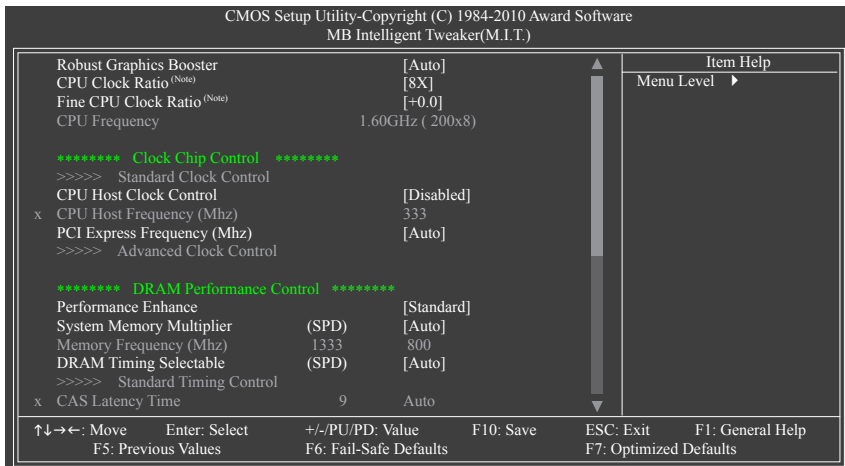 CMOS Setup Utility-Copyright (C) 1984-2010 Award Software
MB Intelligent Tweaker(M.I.T.)
Robust Graphics Booster [Auto]
CPU Clock Ratio (Note) [8X]
Fine CPU Clock Ratio (Note) [+0.0]
CPU Frequency 1.60GHz ( 200x8)
******** Clock Chip Control ********
>>>>> Standard Clock Control
CPU Host Clock Control [Disabled]
x CPU Host Frequency (Mhz) 333
PCI Express Frequency (Mhz) [Auto]
>>>>> Advanced Clock Control
******** DRAM Performance Control ********
Performance Enhance [Standard]
System Memory Multiplier (SPD) [Auto]
Memory Frequency (Mhz) 1333 800
DRAM Timing Selectable (SPD) [Auto]
>>>>> Standard Timing Control
x CAS Latency Time 9 Auto
Item Help
Menu Level ▶
↑↓→←: Move Enter: Select +/-/PU/PD: Value F10: Save ESC: Exit F1: General Help
F5: Previous Values F6: Fail-Safe Defaults F7: Optimized Defaults